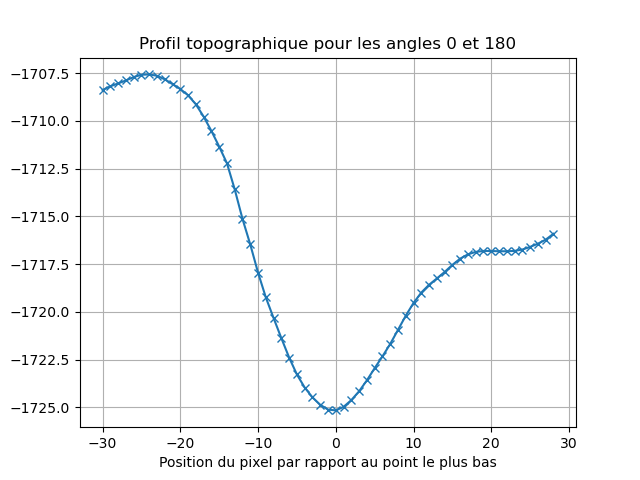 Profil topographique pour les angles 0 et 180
−1707.5
−1710.0
−1712.5
−1715.0
−1717.5
−1720.0
−1722.5
−1725.0
−30 −20 −10 0 10 20 30
Position du pixel par rapport au point le plus bas